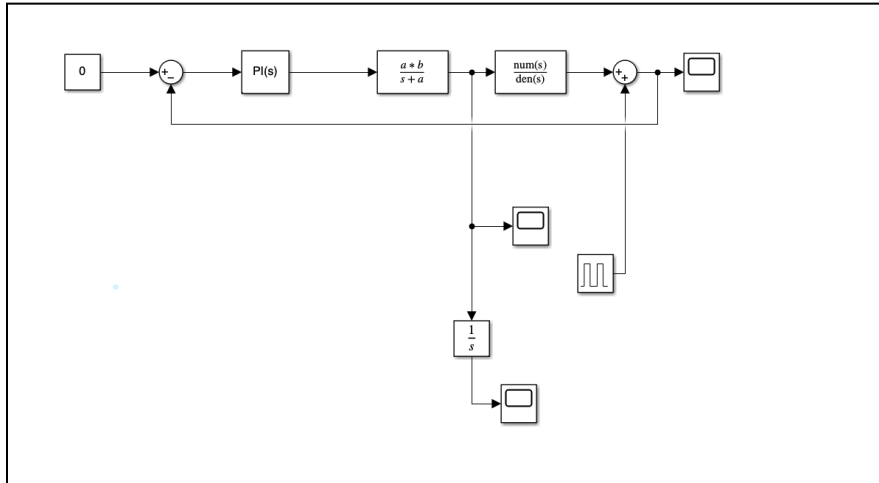 0
+
−
PI(s)
a * b
s + a
num(s)
den(s)
+
+
1
s